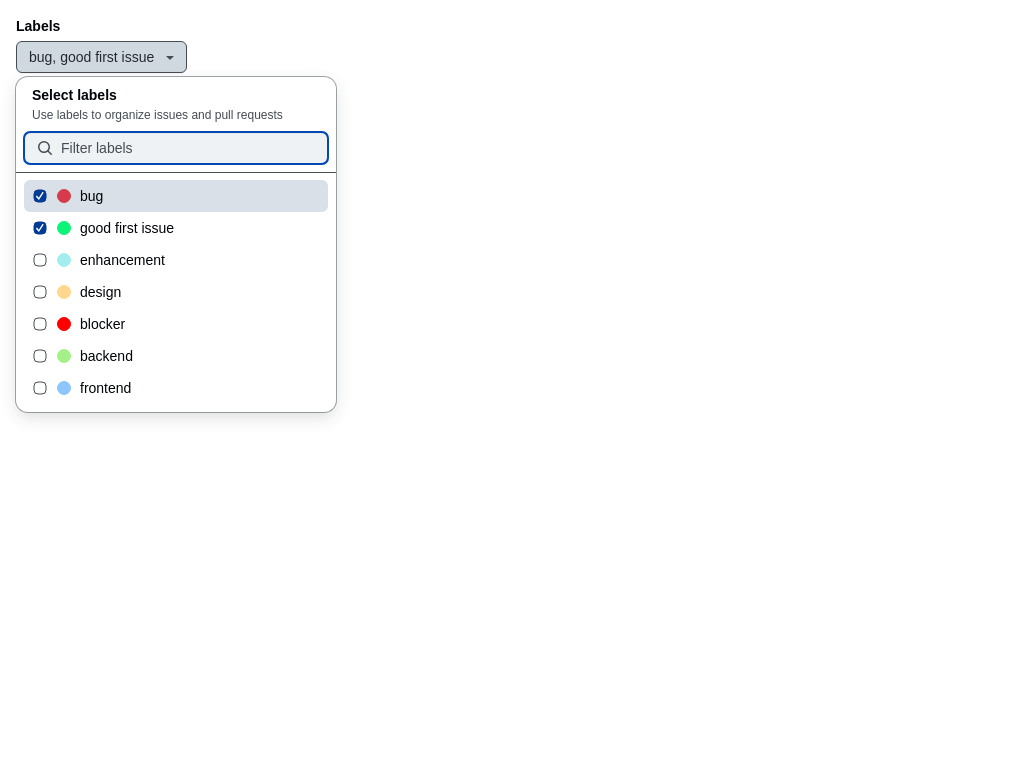 Labels
bug, good first issue
Select labels
Use labels to organize issues and pull requests
Filter labels
bug
good first issue
enhancement
design
blocker
backend
frontend